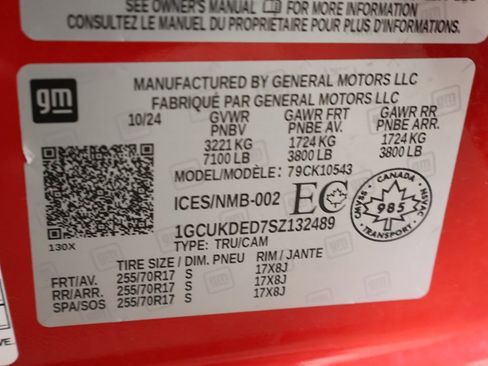 SEE OWNER'S MANUAL FOR MORE INFORMATION
CONSULTEZ LE MANUEL DU PROPRIÉTAIRE POUR PLUS D'INFORMATION
gm
MANUFACTURED BY GENERAL MOTORS LLC
FABRIQUÉ PAR GENERAL MOTORS LLC
10/24 GVWR GAWR FRT GAWR RR
PNBV PNBE AV. PNBE ARR.
3221 KG 1724 KG 1724 KG
7100 LB 3800 LB 3800 LB
MODEL/MODÈLE: 79CK10543
ICES/NMB-002 EC
CANADA
CMVSS 985 NSVAC
1GCUKDED7SZ132489
130X
TYPE: TRU/CAM
TIRE SIZE / DIM. PNEU RIM / JANTE
FRT/AV. 255/70R17 S 17X8J
RR/ARR. 255/70R17 S 17X8J
SPA/SOS 255/70R17 S 17X8J
VE.